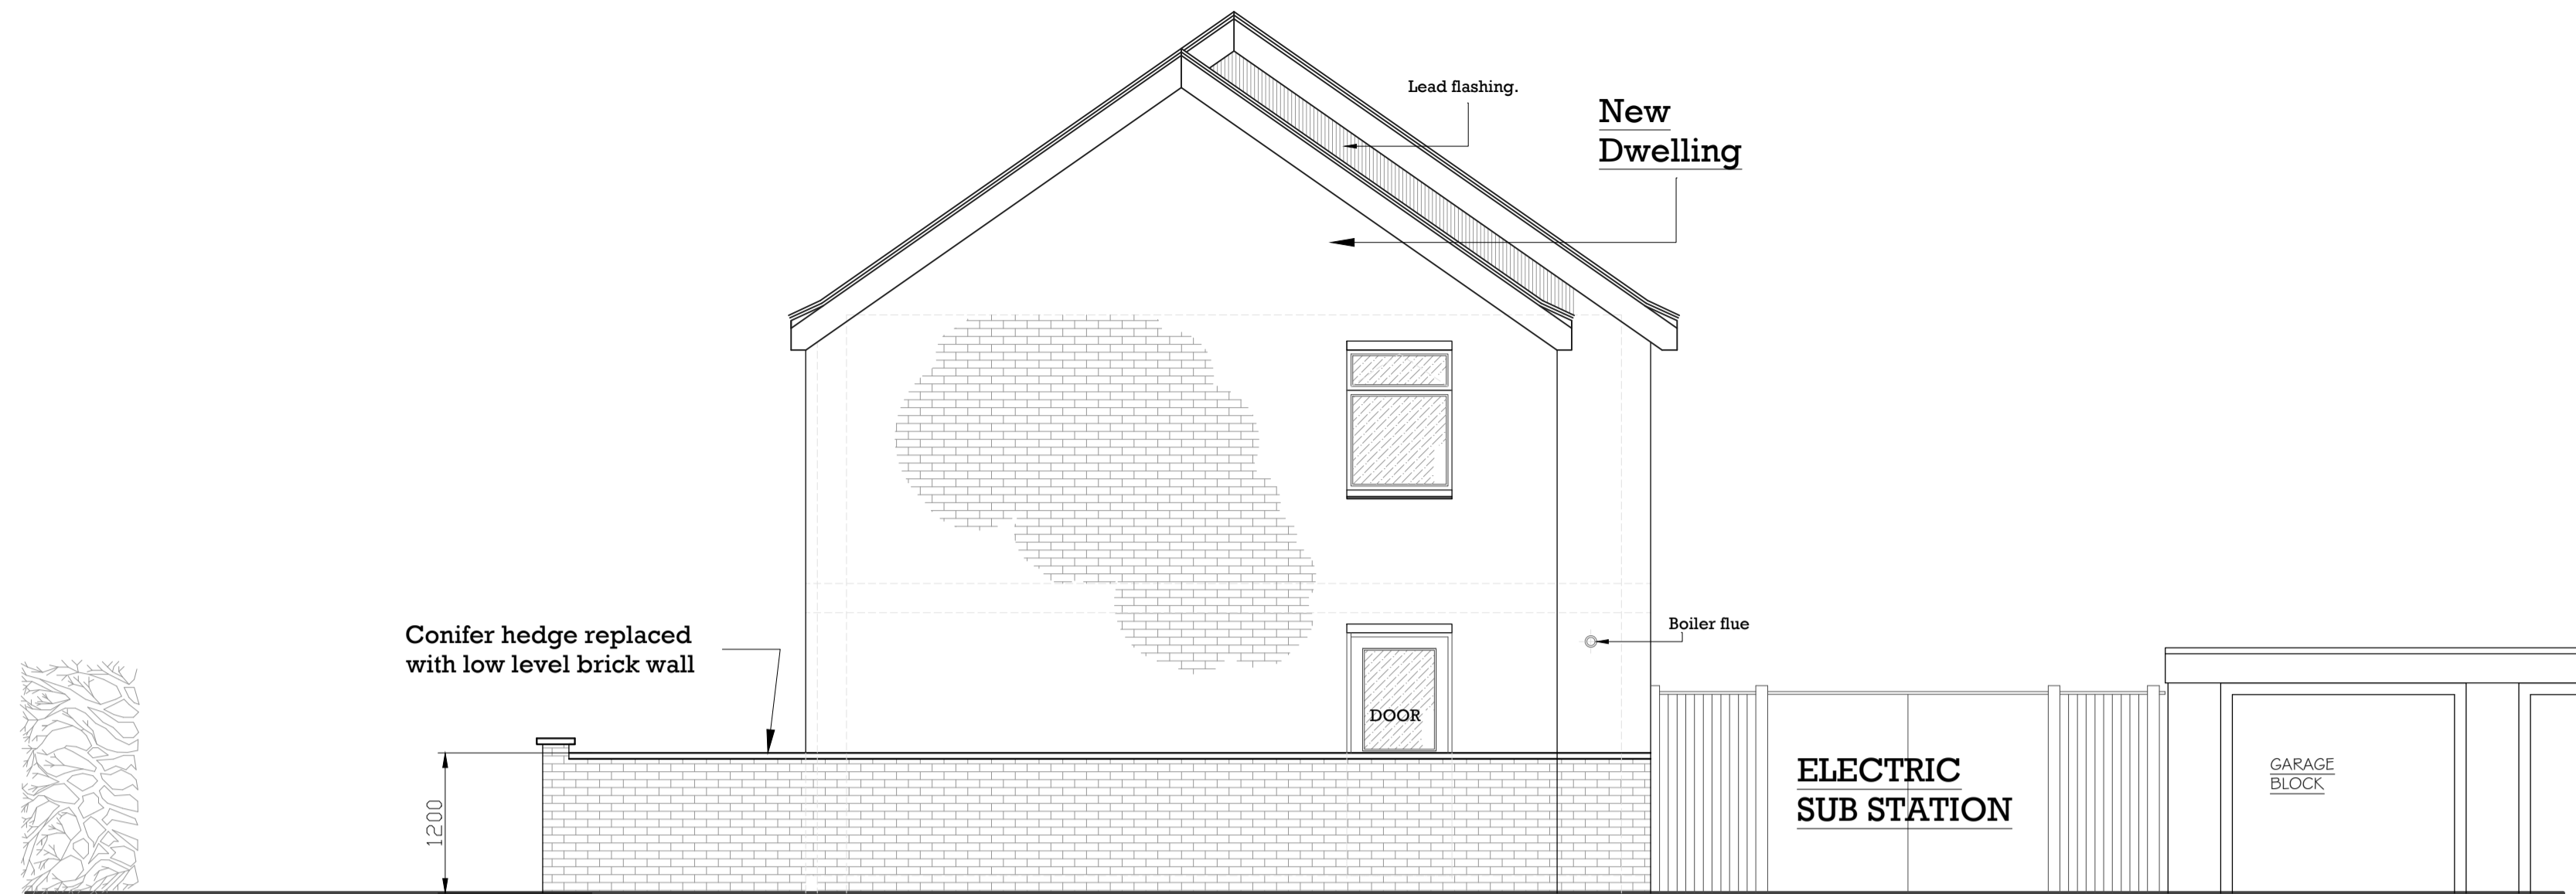 Lead flashing.
New
Dwelling
Conifer hedge replaced
with low level brick wall
Boiler flue
DOOR
1200
ELECTRIC
SUB STATION
GARAGE
BLOCK